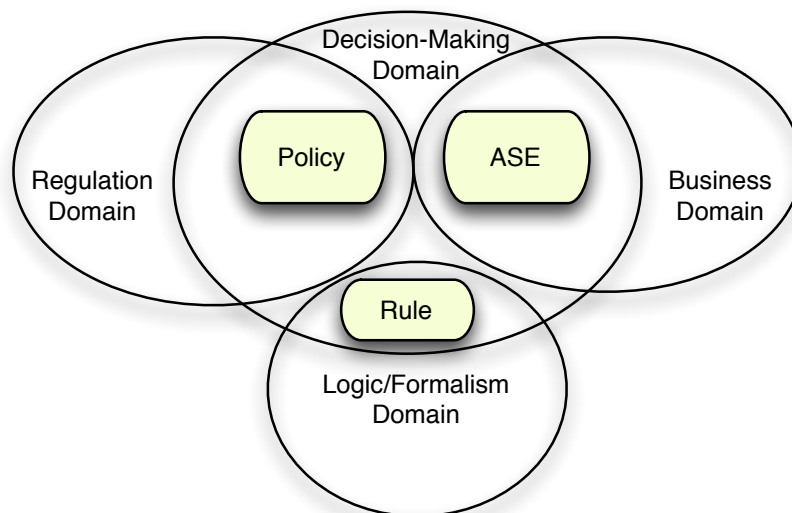 Decision-Making
Domain
Policy
ASE
Regulation
Domain
Business
Domain
Rule
Logic/Formalism
Domain